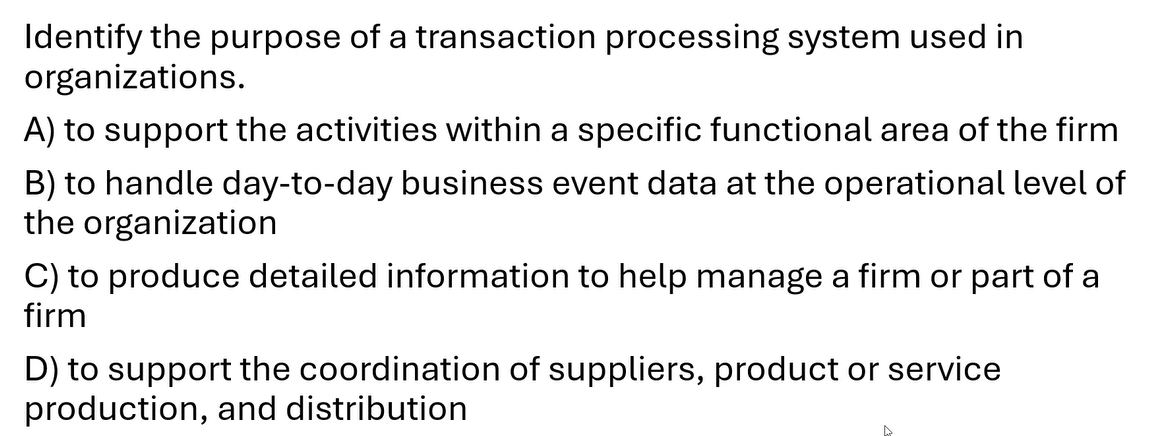 Identify the purpose of a transaction processing system used in
organizations.
A) to support the activities within a specific functional area of the firm
B) to handle day-to-day business event data at the operational level of
the organization
C) to produce detailed information to help manage a firm or part of a
firm
D) to support the coordination of suppliers, product or service
production, and distribution